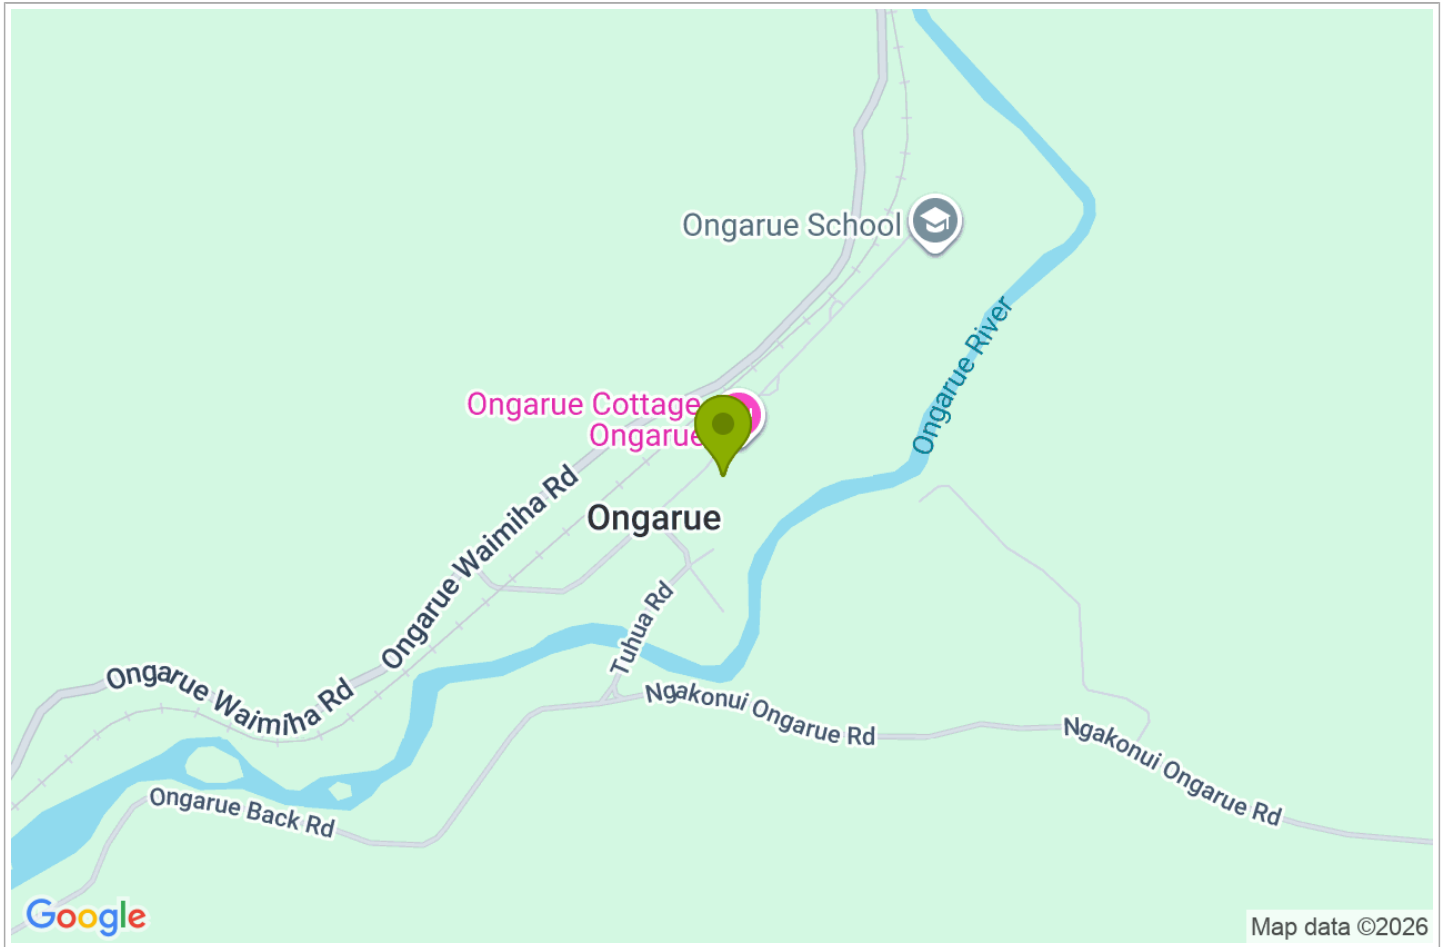 Ongarue School
Ongarue River
Ongarue Cottage
Ongarue
Ongarue Waimiha Rd
Ongarue
Tuhua Rd
Ongarue Waimiha Rd
Ngakonui Ongarue Rd
Ngakonui Ongarue Rd
Ongarue Back Rd
Google
Map data ©2026